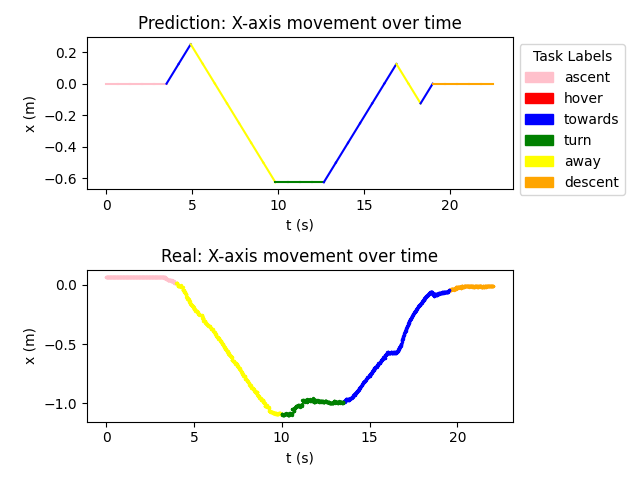 Prediction: X-axis movement over time
0.2
0.0
−0.2
−0.4
−0.6
x (m)
0 5 10 15 20
t (s)
Task Labels
ascent
hover
towards
turn
away
descent
Real: X-axis movement over time
0.0
−0.5
−1.0
x (m)
0 5 10 15 20
t (s)